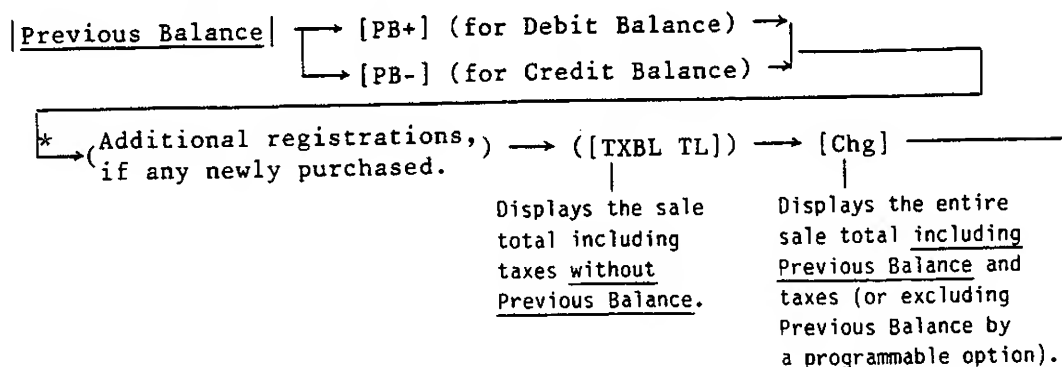 |Previous Balance| → [PB+] (for Debit Balance) →
→ [PB-] (for Credit Balance) →
* → (Additional registrations, if any newly purchased.) → ([TXBL TL]) → [Chg]
Displays the sale
total including
taxes without
Previous Balance.
Displays the entire
sale total including
Previous Balance and
taxes (or excluding
Previous Balance by
a programmable option).